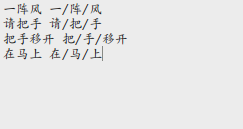 一阵风 一/阵/风
请把手 请/把/手
把手移开 把/手/移开
在马上 在/马/上